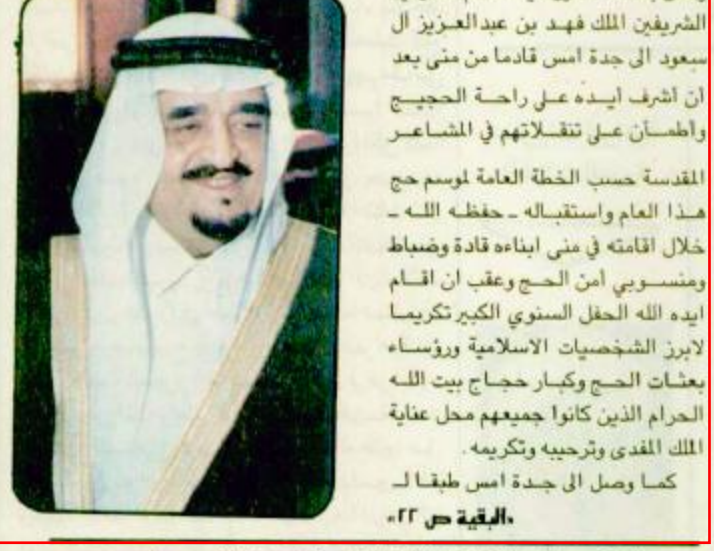 الشريفين الملك فهد بن عبدالعزيز آل
سعود الى جدة امس قادما من منى بعد
أن أشرف أيده على راحة الحجيج
وأطمأن على تنقلاتهم في المشاعر
المقدسة حسب الخطة العامة لموسم حج
هذا العام واستقباله - حفظه الله -
خلال اقامته في منى ابناءه قادة وضباط
ومنسوبي أمن الحج وعقب ان اقام
ايده الله الحفل السنوي الكبير تكريما
لابرز الشخصيات الاسلامية ورؤساء
بعثات الحج وكبار حجاج بيت الله
الحرام الذين كانوا جميعهم محل عناية
الملك المفدى وترحيبه وتكريمه.
كما وصل الى جدة امس طبقا لـ
«البقية ص ٢٢»